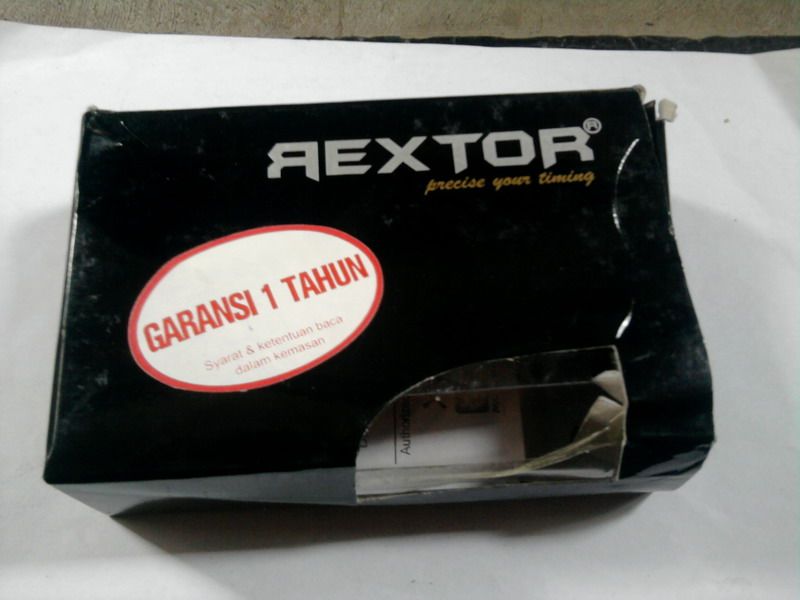 REXTOR®
precise your timing
GARANSI 1 TAHUN
Syarat & ketentuan baca
dalam kemasan